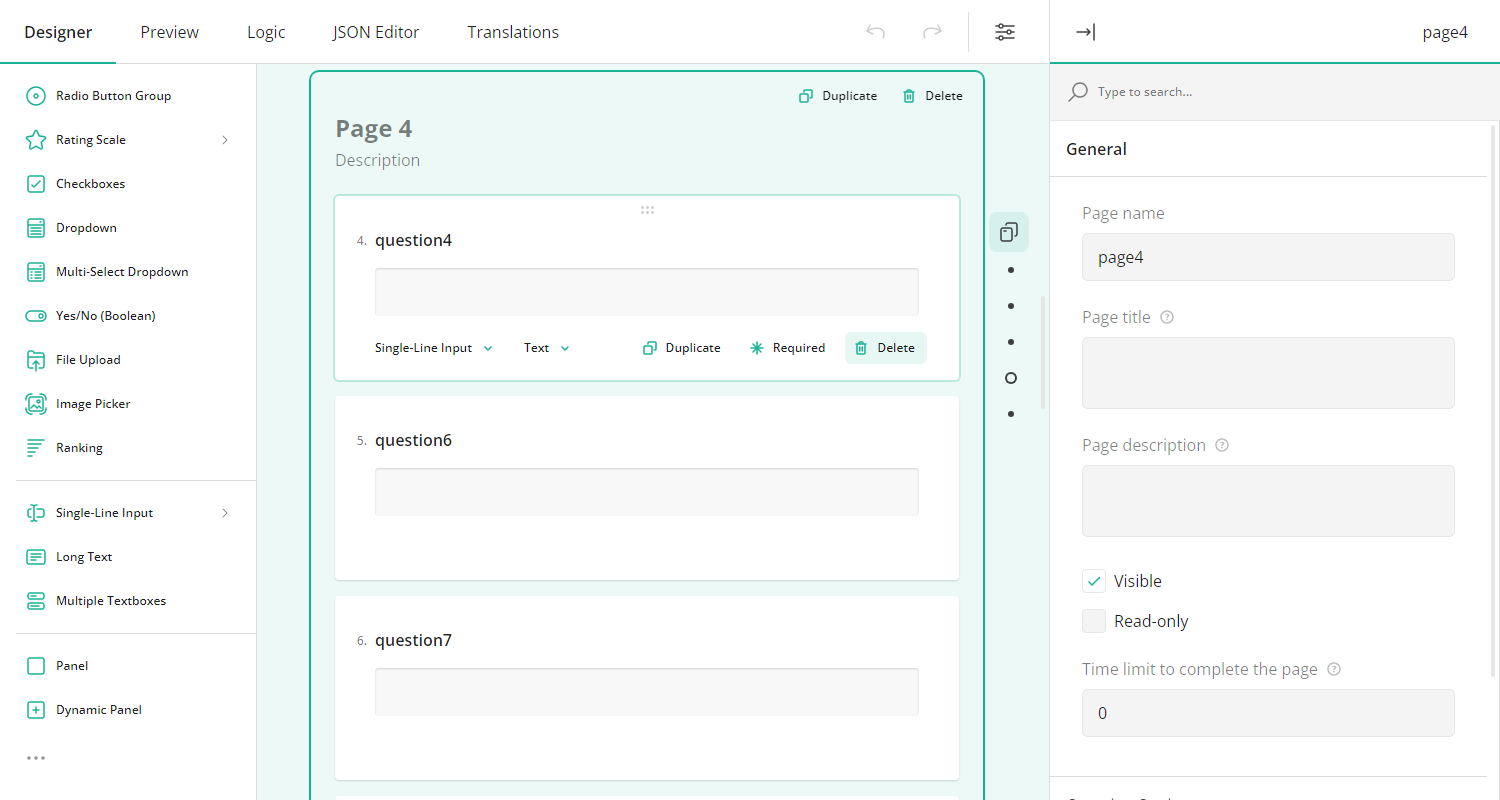 Designer
Preview
Logic
JSON Editor
Translations
page4
Radio Button Group
Rating Scale
Checkboxes
Dropdown
Multi-Select Dropdown
Yes/No (Boolean)
File Upload
Image Picker
Ranking
Single-Line Input
Long Text
Multiple Textboxes
Panel
Dynamic Panel
Duplicate
Delete
Page 4
Description
4. question4
Single-Line Input
Text
Duplicate
Required
Delete
5. question6
6. question7
Type to search...
General
Page name
page4
Page title
Page description
Visible
Read-only
Time limit to complete the page
0